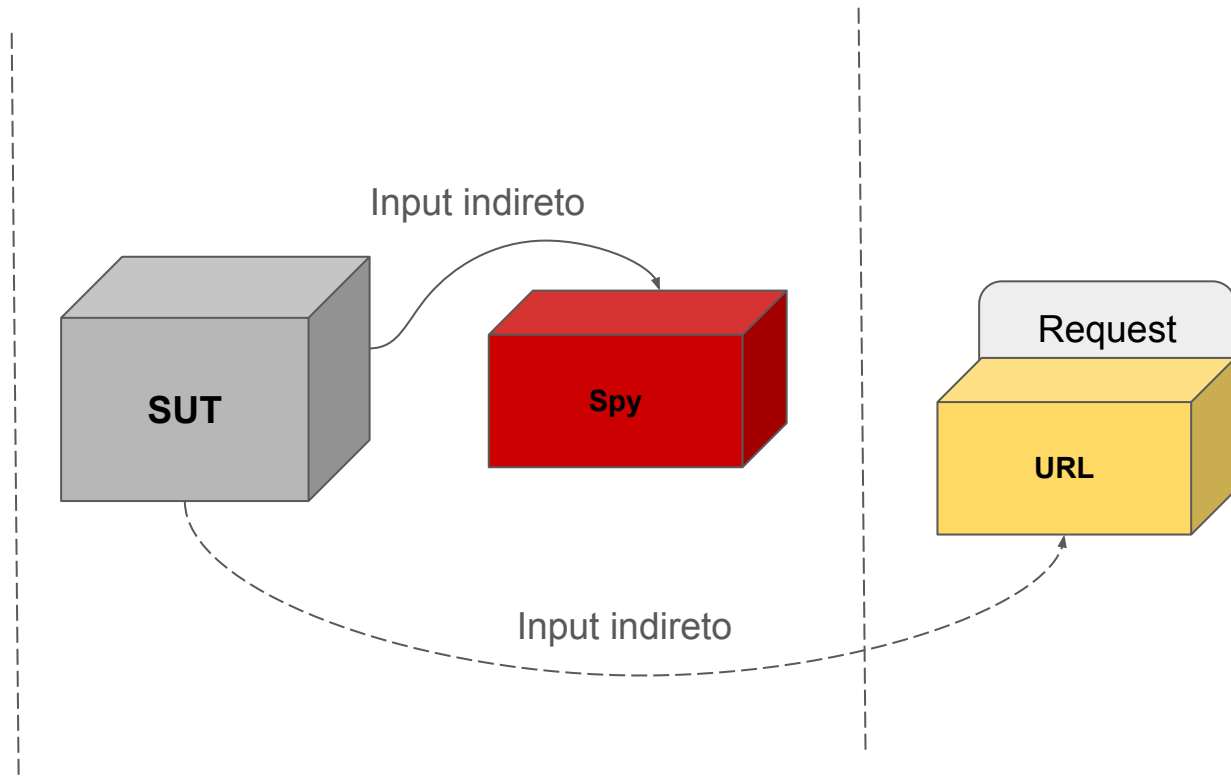 Input indireto
Request
SUT
Spy
URL
Input indireto